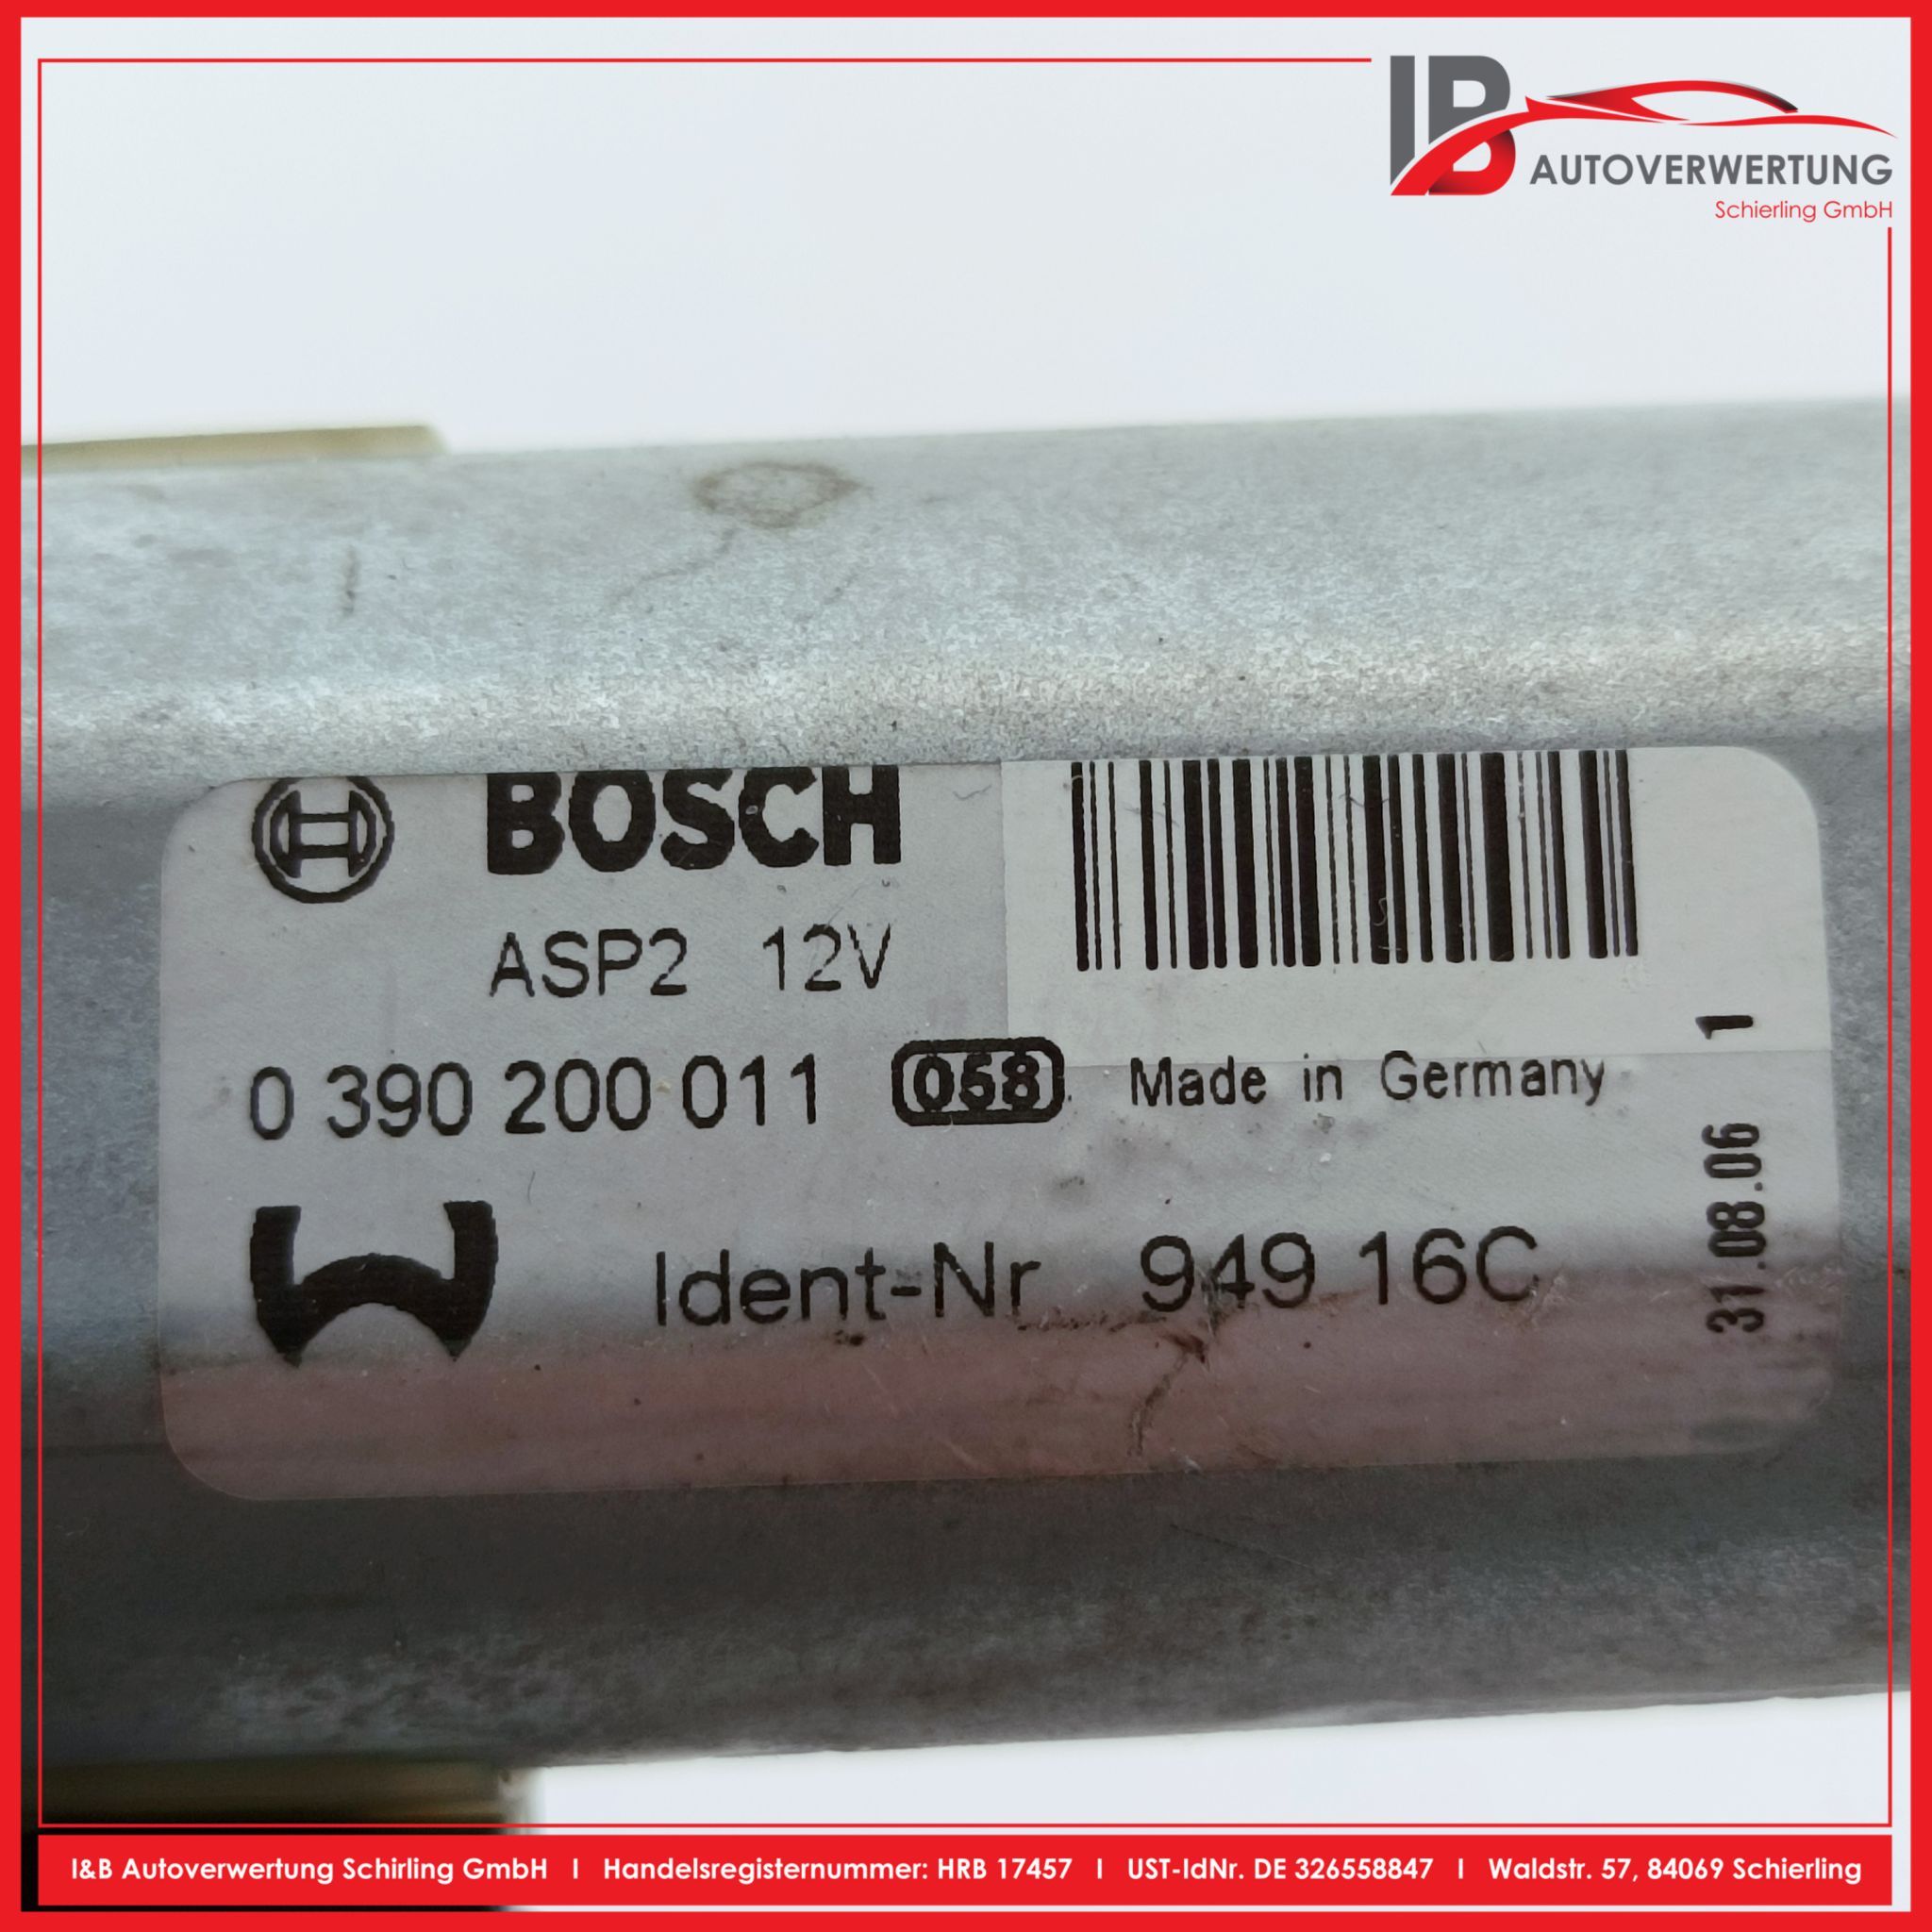 IB AUTOVERWERTUNG
Schierling GmbH
BOSCH
ASP2 12V
0 390 200 011 058 Made in Germany
Ident-Nr 949 16C
31.08.06 1
I&B Autoverwertung Schirling GmbH I Handelsregisternummer: HRB 17457 I UST-IdNr. DE 326558847 I Waldstr. 57, 84069 Schierling